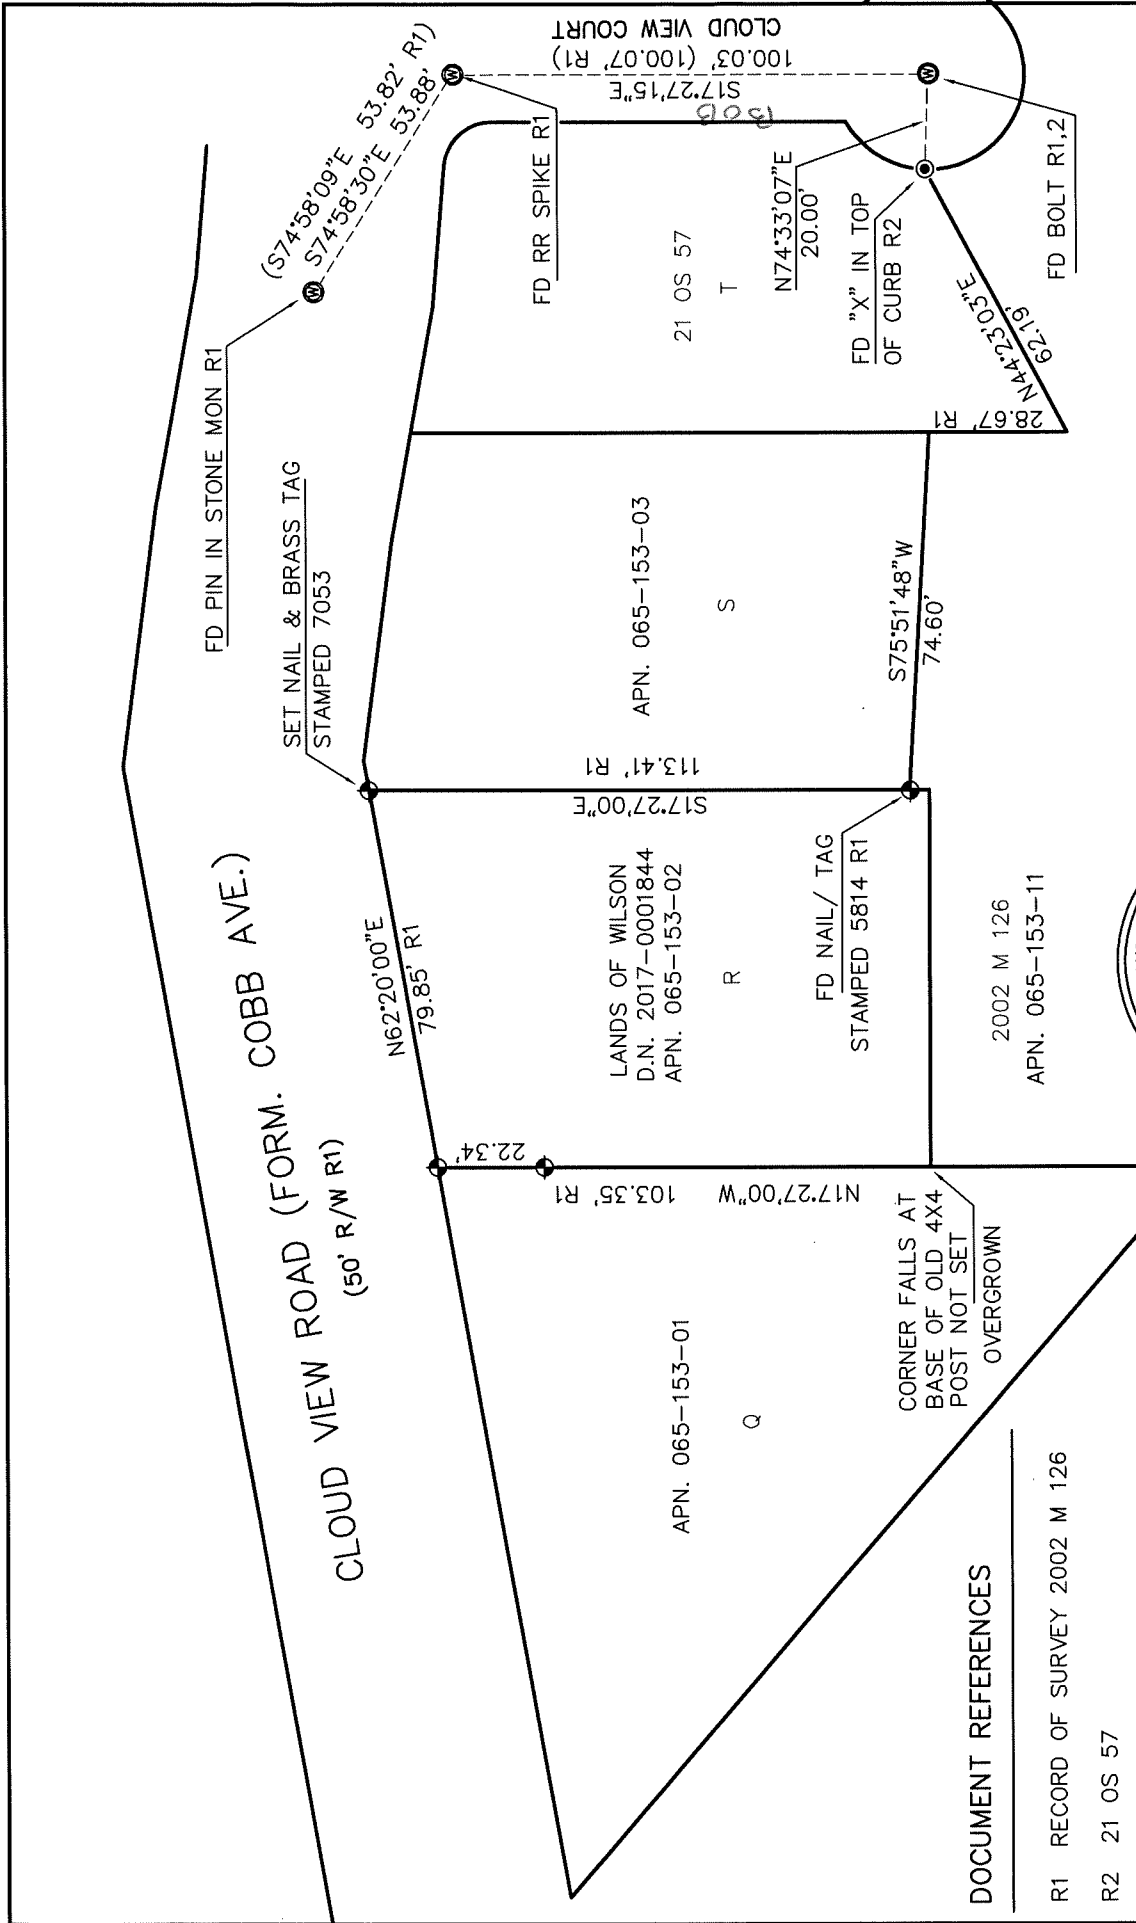 CLOUD VIEW ROAD (FORM. COBB AVE.)
(50' R/W R1)
FD PIN IN STONE MON R1
(S74°58'09"E 53.82' R1)
S74°58'30"E 53.88'
SET NAIL & BRASS TAG
STAMPED 7053
FD RR SPIKE R1
CLOUD VIEW COURT
100.03' (100.07' R1)
S17°27'15"E
BOB
N62°20'00"E
79.85' R1
22.34'
103.35' R1
N17°27'00"W
113.41' R1
S17°27'00"E
APN. 065-153-01
Q
LANDS OF WILSON
D.N. 2017-0001844
APN. 065-153-02
R
APN. 065-153-03
S
21 OS 57
T
N74°33'07"E
20.00'
FD "X" IN TOP
OF CURB R2
FD BOLT R1,2
N44°23'03"E
62.19'
28.67' R1
S75°51'48"W
74.60'
FD NAIL/ TAG
STAMPED 5814 R1
CORNER FALLS AT
BASE OF OLD 4X4
POST NOT SET
OVERGROWN
2002 M 126
APN. 065-153-11
DOCUMENT REFERENCES
R1 RECORD OF SURVEY 2002 M 126
R2 21 OS 57